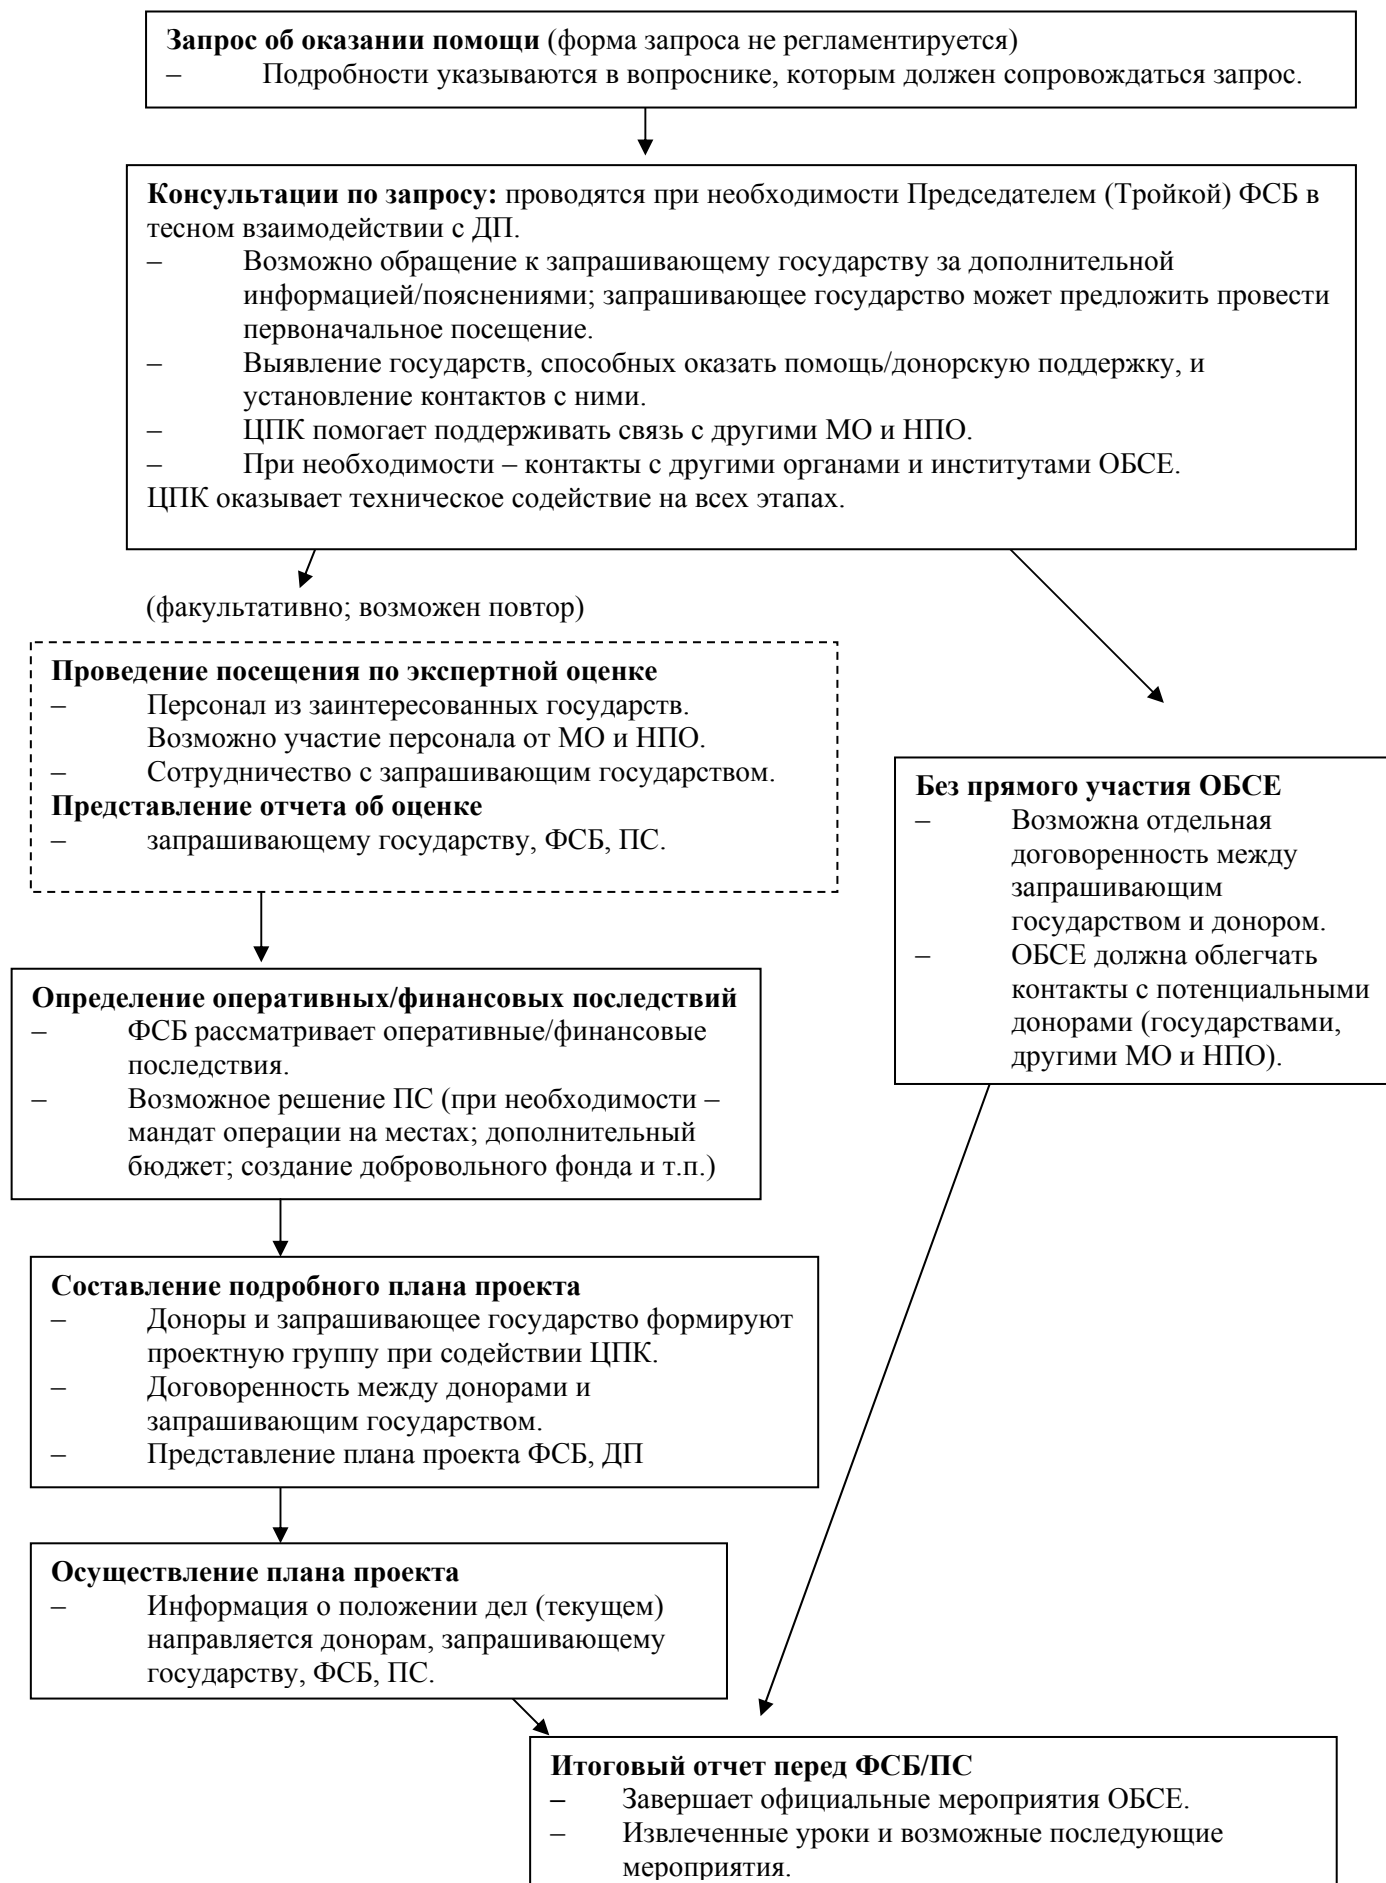 Запрос об оказании помощи (форма запроса не регламентируется)
– Подробности указываются в вопроснике, которым должен сопровождаться запрос.
Консультации по запросу: проводятся при необходимости Председателем (Тройкой) ФСБ в
тесном взаимодействии с ДП.
– Возможно обращение к запрашивающему государству за дополнительной
информацией/пояснениями; запрашивающее государство может предложить провести
первоначальное посещение.
– Выявление государств, способных оказать помощь/донорскую поддержку, и
установление контактов с ними.
– ЦПК помогает поддерживать связь с другими МО и НПО.
– При необходимости – контакты с другими органами и институтами ОБСЕ.
ЦПК оказывает техническое содействие на всех этапах.
(факультативно; возможен повтор)
Проведение посещения по экспертной оценке
– Персонал из заинтересованных государств.
Возможно участие персонала от МО и НПО.
– Сотрудничество с запрашивающим государством.
Представление отчета об оценке
– запрашивающему государству, ФСБ, ПС.
Без прямого участия ОБСЕ
– Возможна отдельная
договоренность между
запрашивающим
государством и донором.
– ОБСЕ должна облегчать
контакты с потенциальными
донорами (государствами,
другими МО и НПО).
Определение оперативных/финансовых последствий
– ФСБ рассматривает оперативные/финансовые
последствия.
– Возможное решение ПС (при необходимости –
мандат операции на местах; дополнительный
бюджет; создание добровольного фонда и т.п.)
Составление подробного плана проекта
– Доноры и запрашивающее государство формируют
проектную группу при содействии ЦПК.
– Договоренность между донорами и
запрашивающим государством.
– Представление плана проекта ФСБ, ДП
Осуществление плана проекта
– Информация о положении дел (текущем)
направляется донорам, запрашивающему
государству, ФСБ, ПС.
Итоговый отчет перед ФСБ/ПС
– Завершает официальные мероприятия ОБСЕ.
– Извлеченные уроки и возможные последующие
мероприятия.